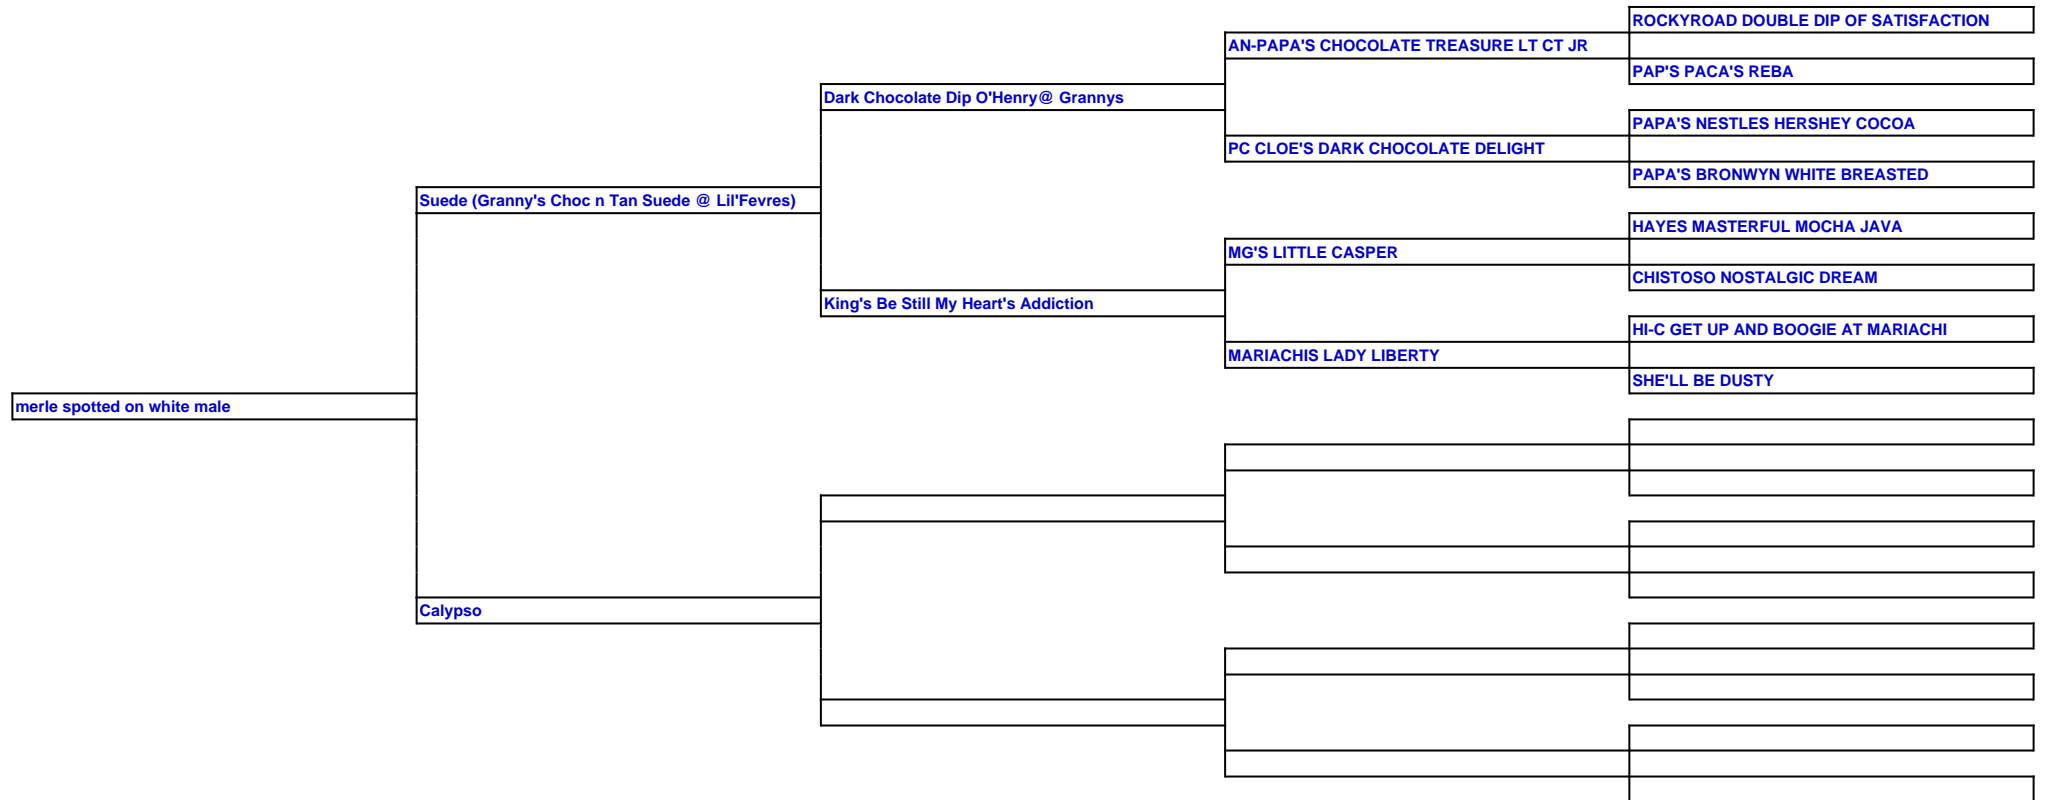 ROCKYROAD DOUBLE DIP OF SATISFACTION
AN-PAPA'S CHOCOLATE TREASURE LT CT JR
PAP'S PACA'S REBA
Dark Chocolate Dip O'Henry@ Grannys
PAPA'S NESTLES HERSHEY COCOA
PC CLOE'S DARK CHOCOLATE DELIGHT
PAPA'S BRONWYN WHITE BREASTED
Suede (Granny's Choc n Tan Suede @ Lil'Fevres)
HAYES MASTERFUL MOCHA JAVA
MG'S LITTLE CASPER
CHISTOSO NOSTALGIC DREAM
King's Be Still My Heart's Addiction
HI-C GET UP AND BOOGIE AT MARIACHI
MARIACHIS LADY LIBERTY
SHE'LL BE DUSTY
merle spotted on white male
Calypso